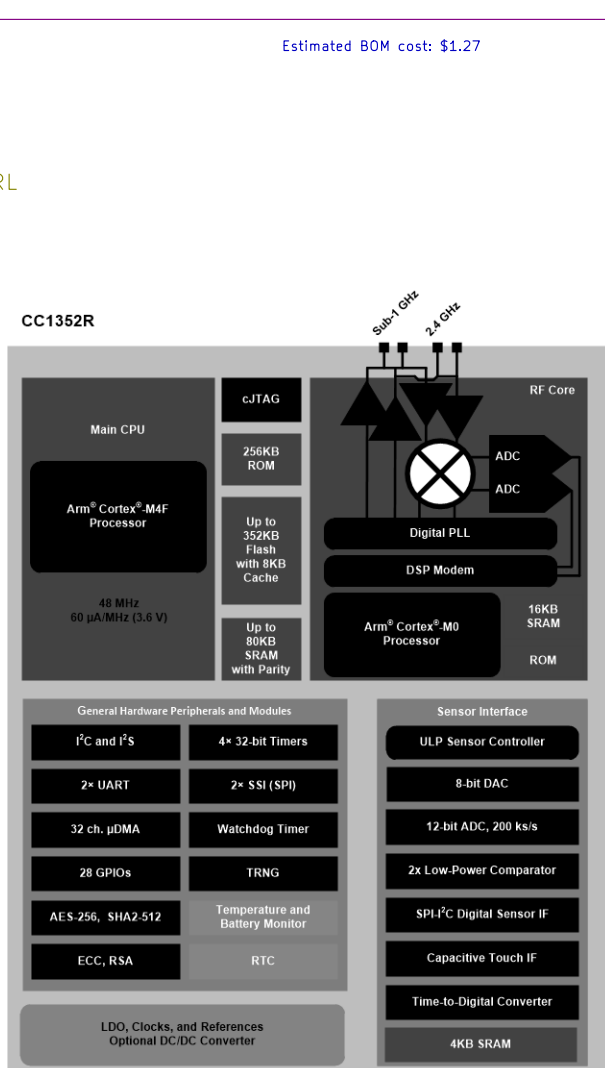 Estimated BOM cost: $1.27
RL
CC1352R
Sub-1 GHz
2.4 GHz
cJTAG
RF Core
Main CPU
256KB
ROM
ADC
ADC
Arm® Cortex®-M4F
Processor
Up to
352KB
Flash
with 8KB
Cache
Digital PLL
DSP Modem
48 MHz
60 µA/MHz (3.6 V)
Up to
80KB
SRAM
with Parity
Arm® Cortex®-M0
Processor
16KB
SRAM
ROM
General Hardware Peripherals and Modules
I²C and I²S
4× 32-bit Timers
2× UART
2× SSI (SPI)
32 ch. µDMA
Watchdog Timer
28 GPIOs
TRNG
AES-256, SHA2-512
Temperature and
Battery Monitor
ECC, RSA
RTC
LDO, Clocks, and References
Optional DC/DC Converter
Sensor Interface
ULP Sensor Controller
8-bit DAC
12-bit ADC, 200 ks/s
2x Low-Power Comparator
SPI-I²C Digital Sensor IF
Capacitive Touch IF
Time-to-Digital Converter
4KB SRAM